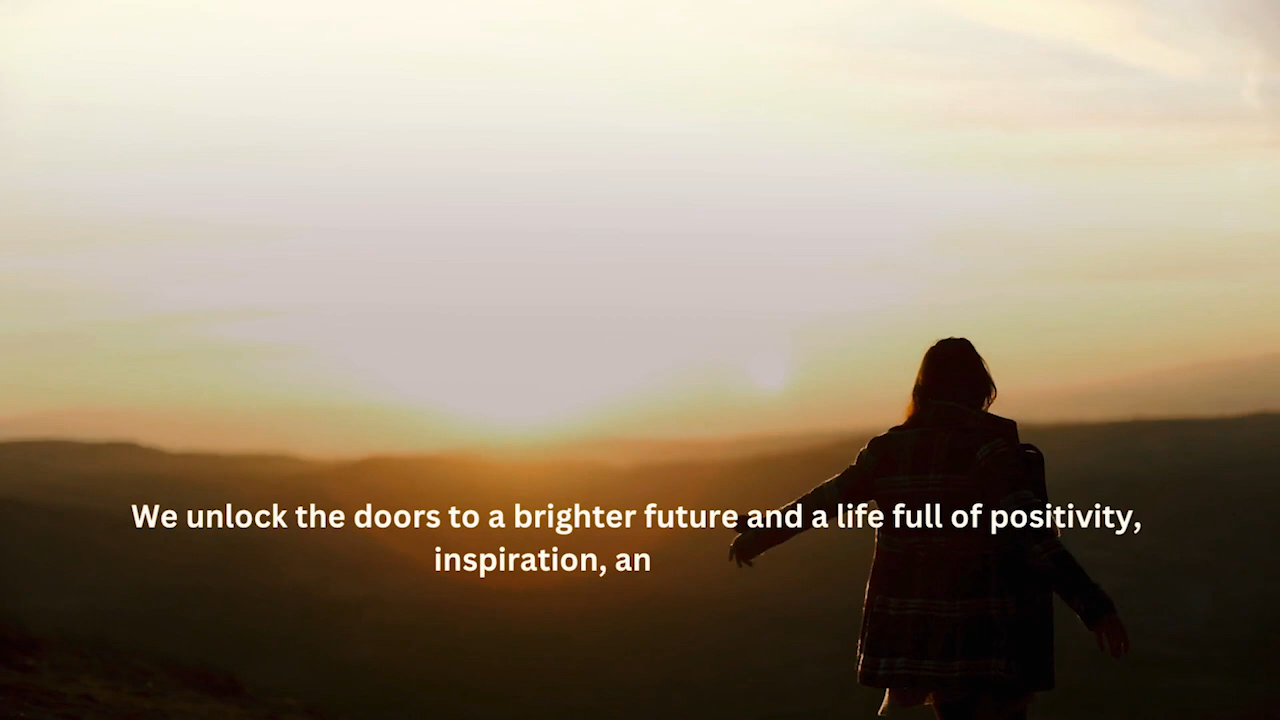 We unlock the doors to a brighter future and a life full of positivity,
inspiration, an